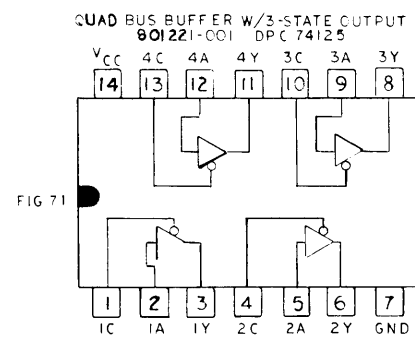 QUAD BUS BUFFER W/3-STATE OUTPUT
801221-001 DPC 74125
VCC 4C 4A 4Y 3C 3A 3Y
14 13 12 11 10 9 8
FIG 71
1 2 3 4 5 6 7
1C 1A 1Y 2C 2A 2Y GND